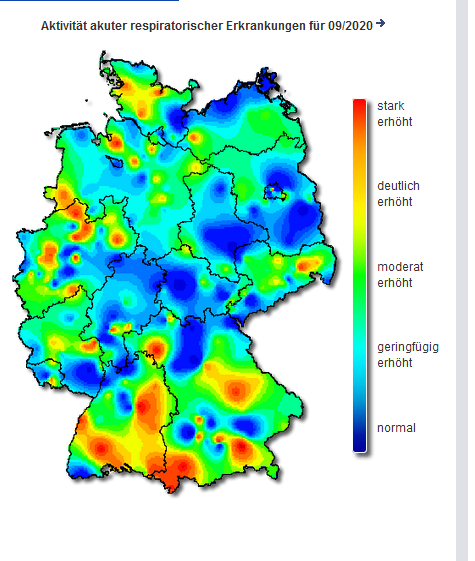 Aktivität akuter respiratorischer Erkrankungen für 09/2020
stark
erhöht
deutlich
erhöht
moderat
erhöht
geringfügig
erhöht
normal